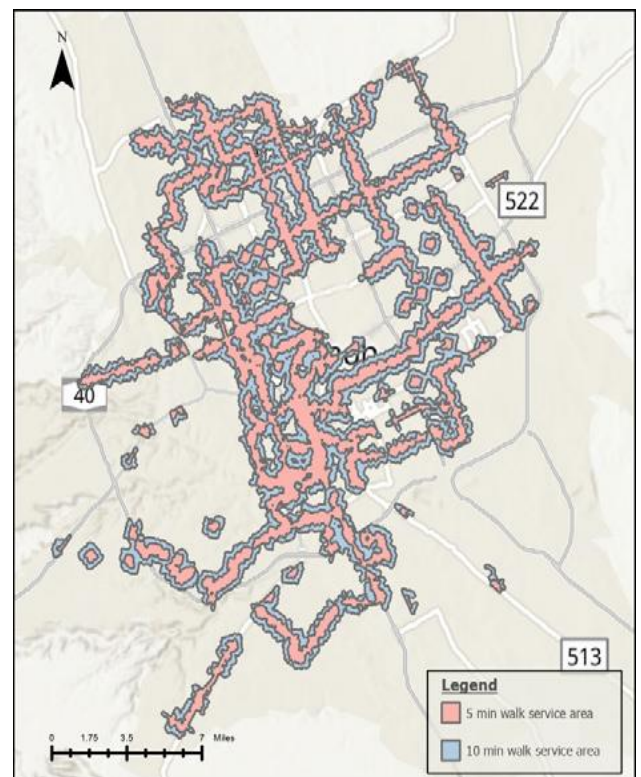 N
522
40
513
Legend
5 min walk service area
10 min walk service area
0 1.75 3.5 7 Miles